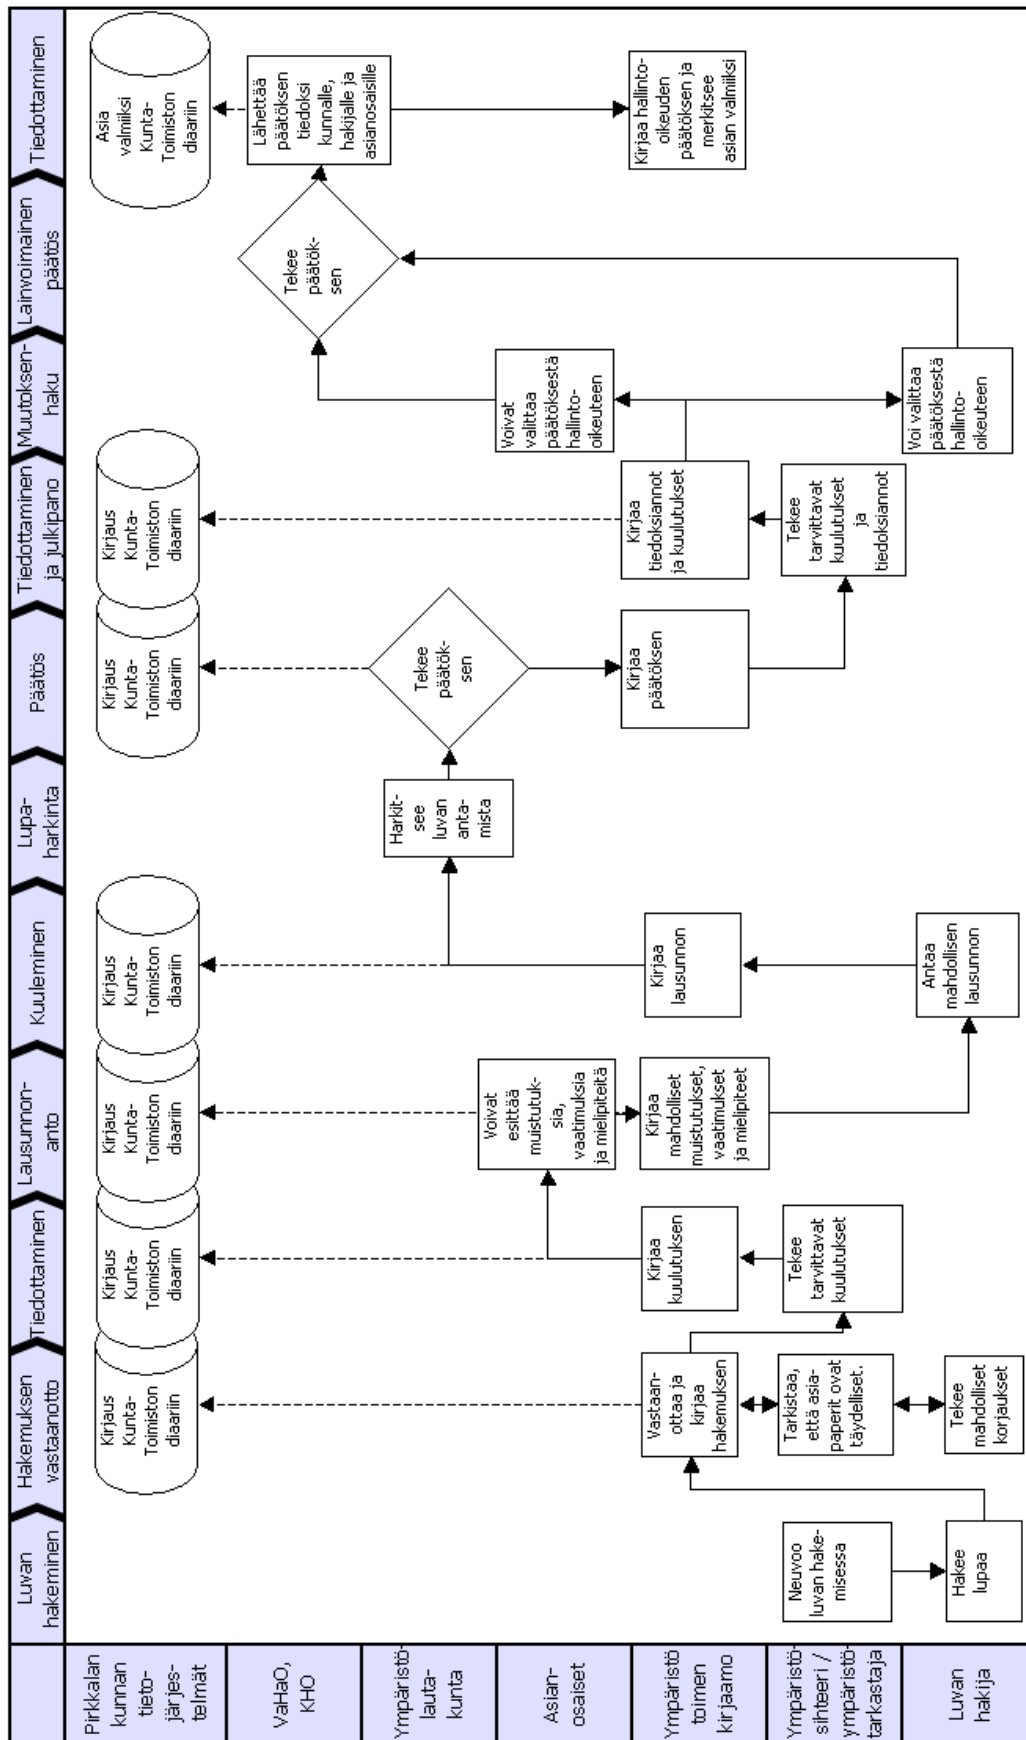 Luvan
hakeminen
Hakemuksen
vastaanotto
Tiedottaminen
Lausunnon-
anto
Kuuleminen
Lupa-
harkinta
Päätös
Tiedottaminen
ja julkipano
Muutoksen-
haku
Lainvoimainen
päätös
Tiedottaminen
Pirkkalan
kunnan
tieto-
järjes-
telmät
Kirjaus
Kunta-
Toimiston
diaariin
Kirjaus
Kunta-
Toimiston
diaariin
Kirjaus
Kunta-
Toimiston
diaariin
Kirjaus
Kunta-
Toimiston
diaariin
Kirjaus
Kunta-
Toimiston
diaariin
Kirjaus
Kunta-
Toimiston
diaariin
Asia
valmiiksi
Kunta-
Toimiston
diaariin
VaHaO,
KHO
Tekee
päätök-
sen
Lähettää
päätöksen
tiedoksi
kunnalle,
hakijalle ja
asianosaisille
Ympäristö-
lauta-
kunta
Harkit-
see
luvan
anta-
mista
Tekee
päätök-
sen
Asian-
osaiset
Voivat
esittää
muistutuk-
sia,
vaatimuksia
ja mielipiteitä
Voivat
valittaa
päätöksestä
hallinto-
oikeuteen
Ympäristö
toimen
kirjaamo
Vastaan-
ottaa ja
kirjaa
hakemuksen
Kirjaa
kuulutuksen
Kirjaa
mahdolliset
muistutukset,
vaatimukset
ja mielipiteet
Kirjaa
lausunnon
Kirjaa
päätöksen
Kirjaa
tiedoksiannot
ja kuulutukset
Kirjaa hallinto-
oikeuden
päätöksen ja
merkitsee
asian valmiiksi
Ympäristö-
sihteeri /
ympäristö-
tarkastaja
Neuvoo
luvan hake-
misessa
Tarkistaa,
että asia-
paperit ovat
täydelliset.
Tekee
tarvittavat
kuulutukset
Tekee
tarvittavat
kuulutukset
ja
tiedoksiannot
Luvan
hakija
Hakee
lupaa
Tekee
mahdolliset
korjaukset
Antaa
mahdollisen
lausunnon
Voi valittaa
päätöksestä
hallinto-
oikeuteen